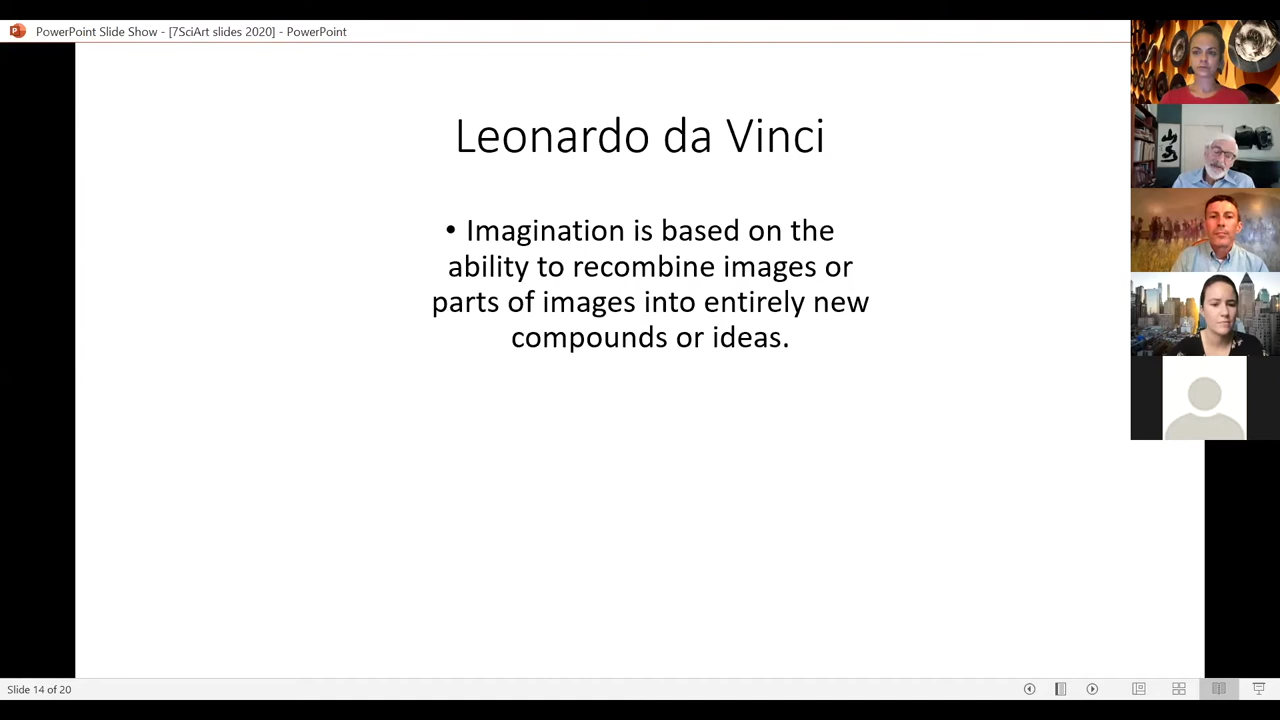 PowerPoint Slide Show - [7SciArt slides 2020] - PowerPoint
Leonardo da Vinci
• Imagination is based on the
ability to recombine images or
parts of images into entirely new
compounds or ideas.
Slide 14 of 20